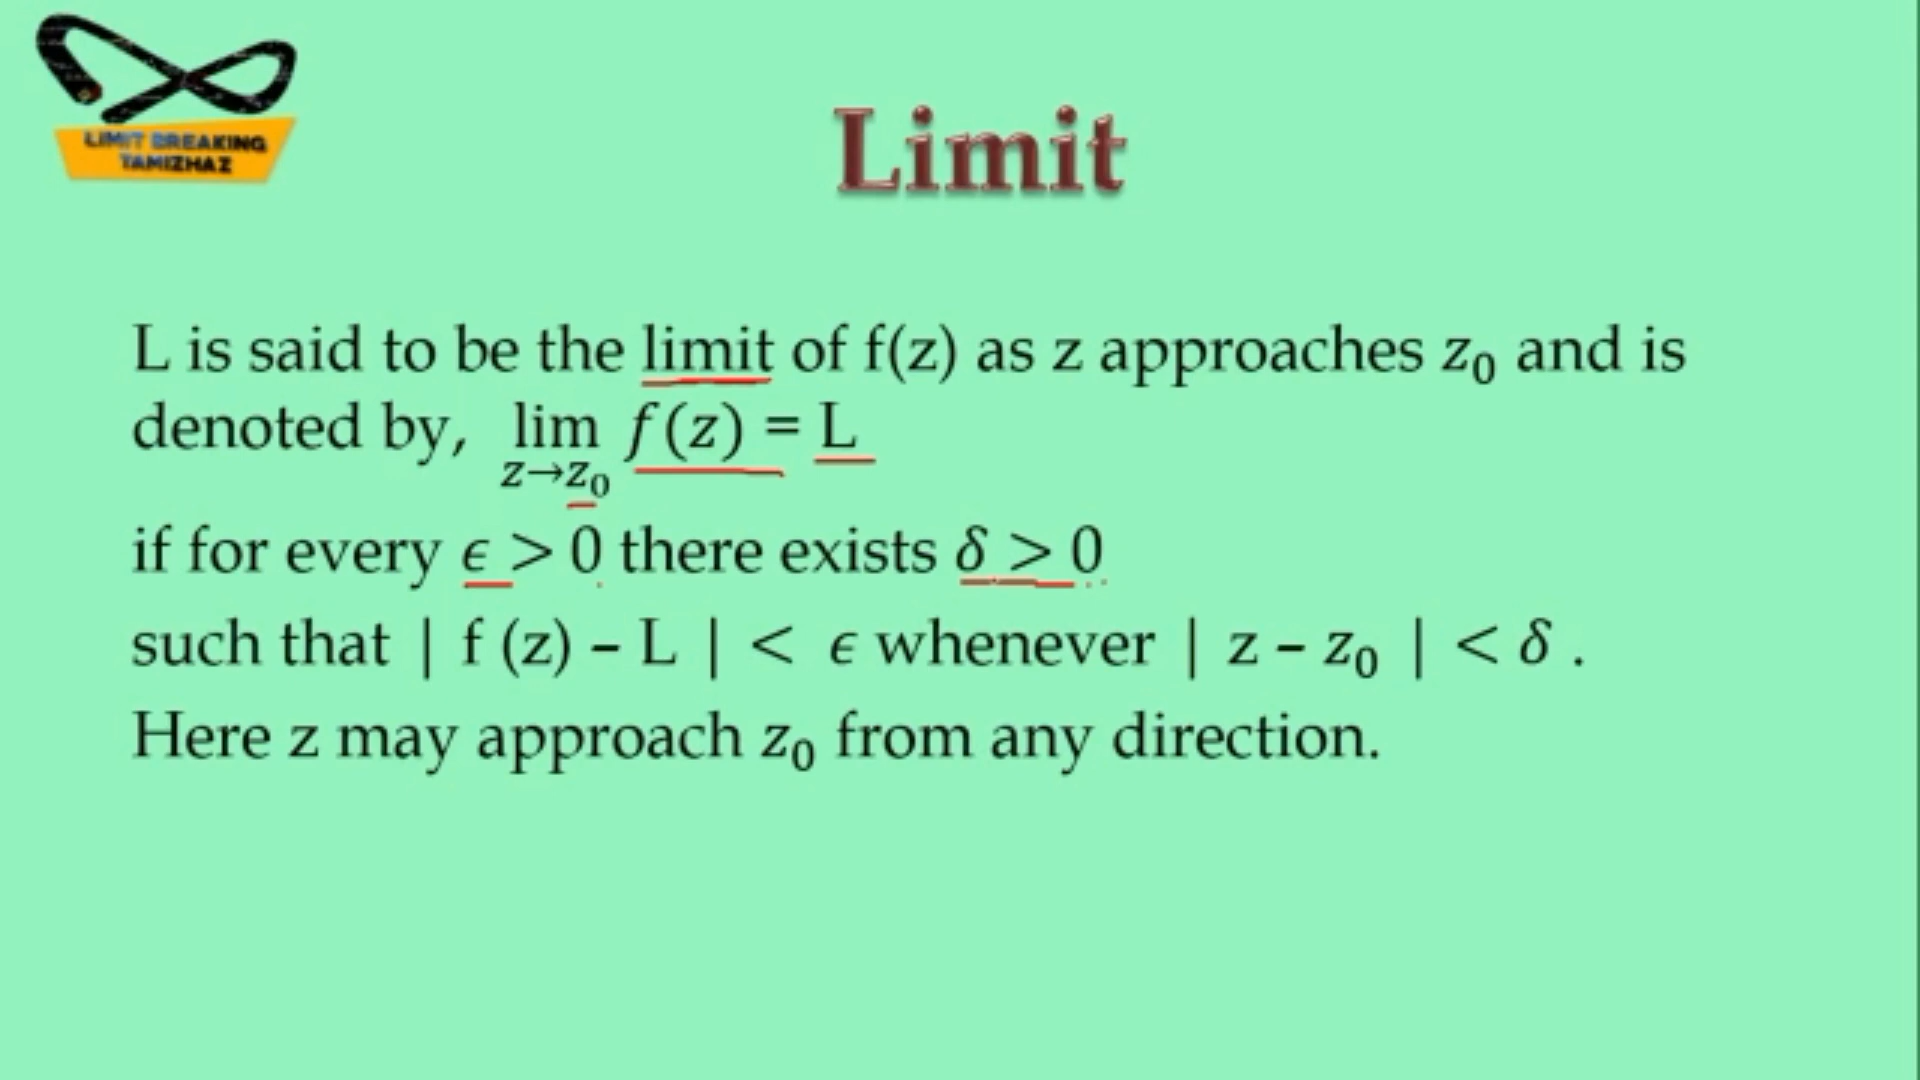 LIMIT BREAKING
TAMIZHAZ
Limit
L is said to be the limit of f(z) as z approaches z₀ and is
denoted by, lim f(z) = L
z→z₀
if for every ϵ > 0 there exists δ > 0
such that | f (z) – L | < ϵ whenever | z – z₀ | < δ .
Here z may approach z₀ from any direction.